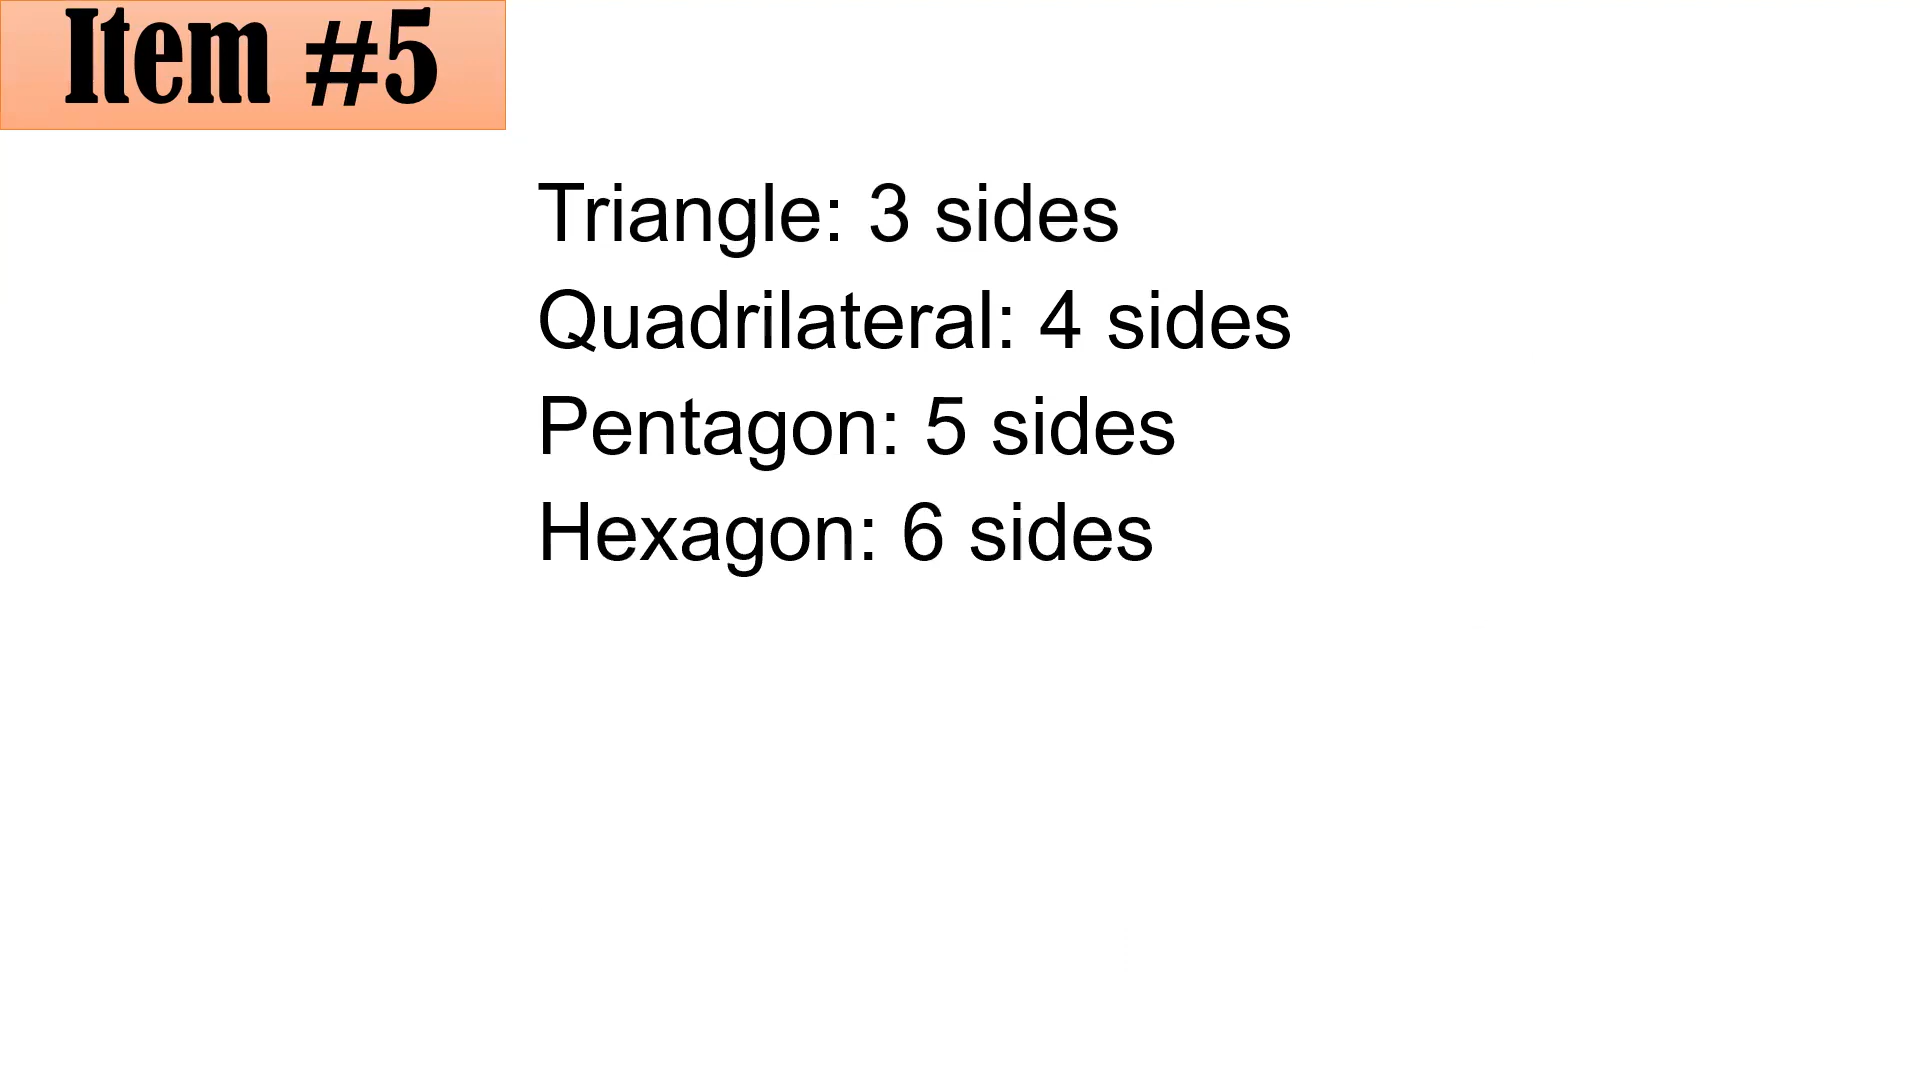 Item #5
Triangle: 3 sides
Quadrilateral: 4 sides
Pentagon: 5 sides
Hexagon: 6 sides